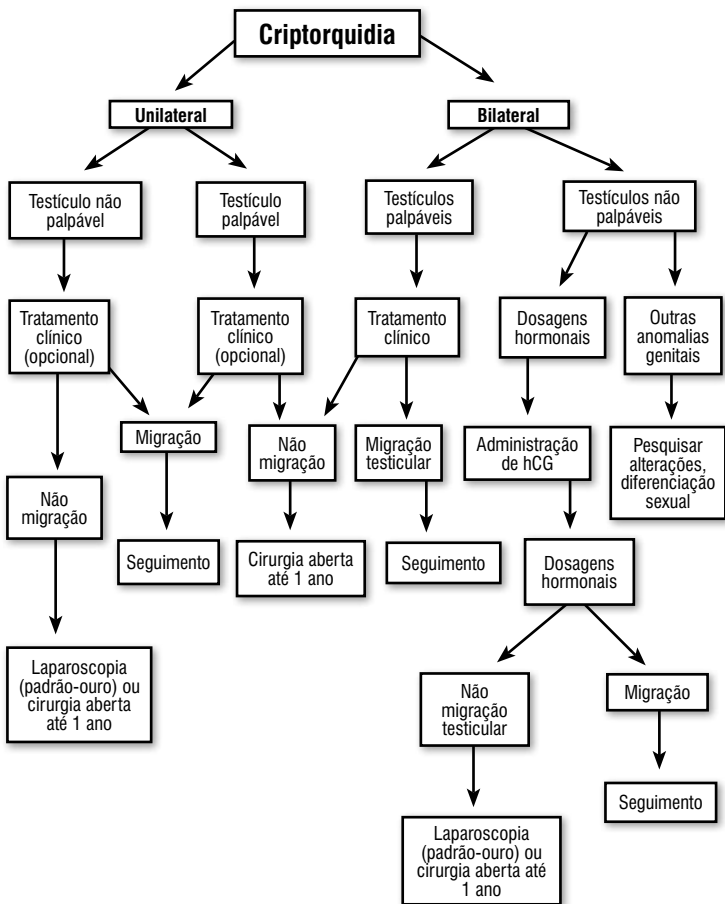 Criptorquidia
Unilateral
Bilateral
Testículo não
palpável
Testículo
palpável
Testículos
palpáveis
Testículos não
palpáveis
Tratamento
clínico
(opcional)
Tratamento
clínico
(opcional)
Tratamento
clínico
Dosagens
hormonais
Outras
anomalias
genitais
Migração
Não
migração
Migração
testicular
Administração
de hCG
Pesquisar
alterações,
diferenciação
sexual
Não
migração
Seguimento
Cirurgia aberta
até 1 ano
Seguimento
Dosagens
hormonais
Laparoscopia
(padrão-ouro) ou
cirurgia aberta
até 1 ano
Não
migração
testicular
Migração
Seguimento
Laparoscopia
(padrão-ouro) ou
cirurgia aberta até
1 ano